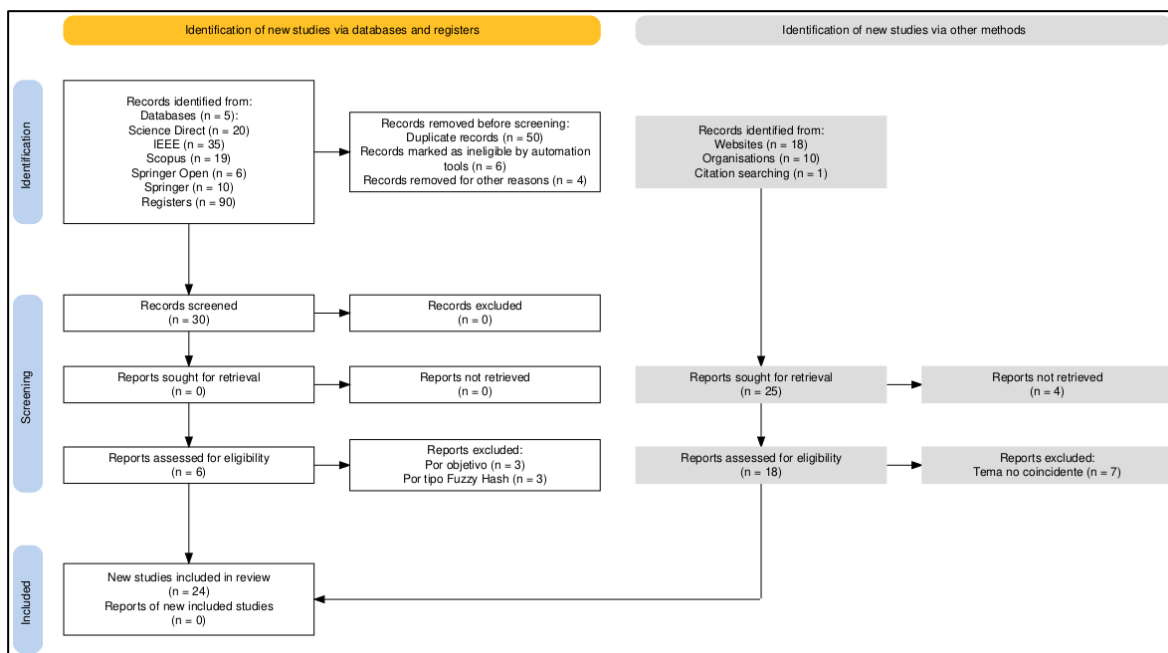 Identification of new studies via databases and registers
Identification of new studies via other methods
Identification
Records identified from:
Databases (n = 5):
Science Direct (n = 20)
IEEE (n = 35)
Scopus (n = 19)
Springer Open (n = 6)
Springer (n = 10)
Registers (n = 90)
Records removed before screening:
Duplicate records (n = 50)
Records marked as ineligible by automation
tools (n = 6)
Records removed for other reasons (n = 4)
Records identified from:
Websites (n = 18)
Organisations (n = 10)
Citation searching (n = 1)
Screening
Records screened
(n = 30)
Records excluded
(n = 0)
Reports sought for retrieval
(n = 0)
Reports not retrieved
(n = 0)
Reports sought for retrieval
(n = 25)
Reports not retrieved
(n = 4)
Reports assessed for eligibility
(n = 6)
Reports excluded:
Por objetivo (n = 3)
Por tipo Fuzzy Hash (n = 3)
Reports assessed for eligibility
(n = 18)
Reports excluded:
Tema no coincidente (n = 7)
Included
New studies included in review
(n = 24)
Reports of new included studies
(n = 0)